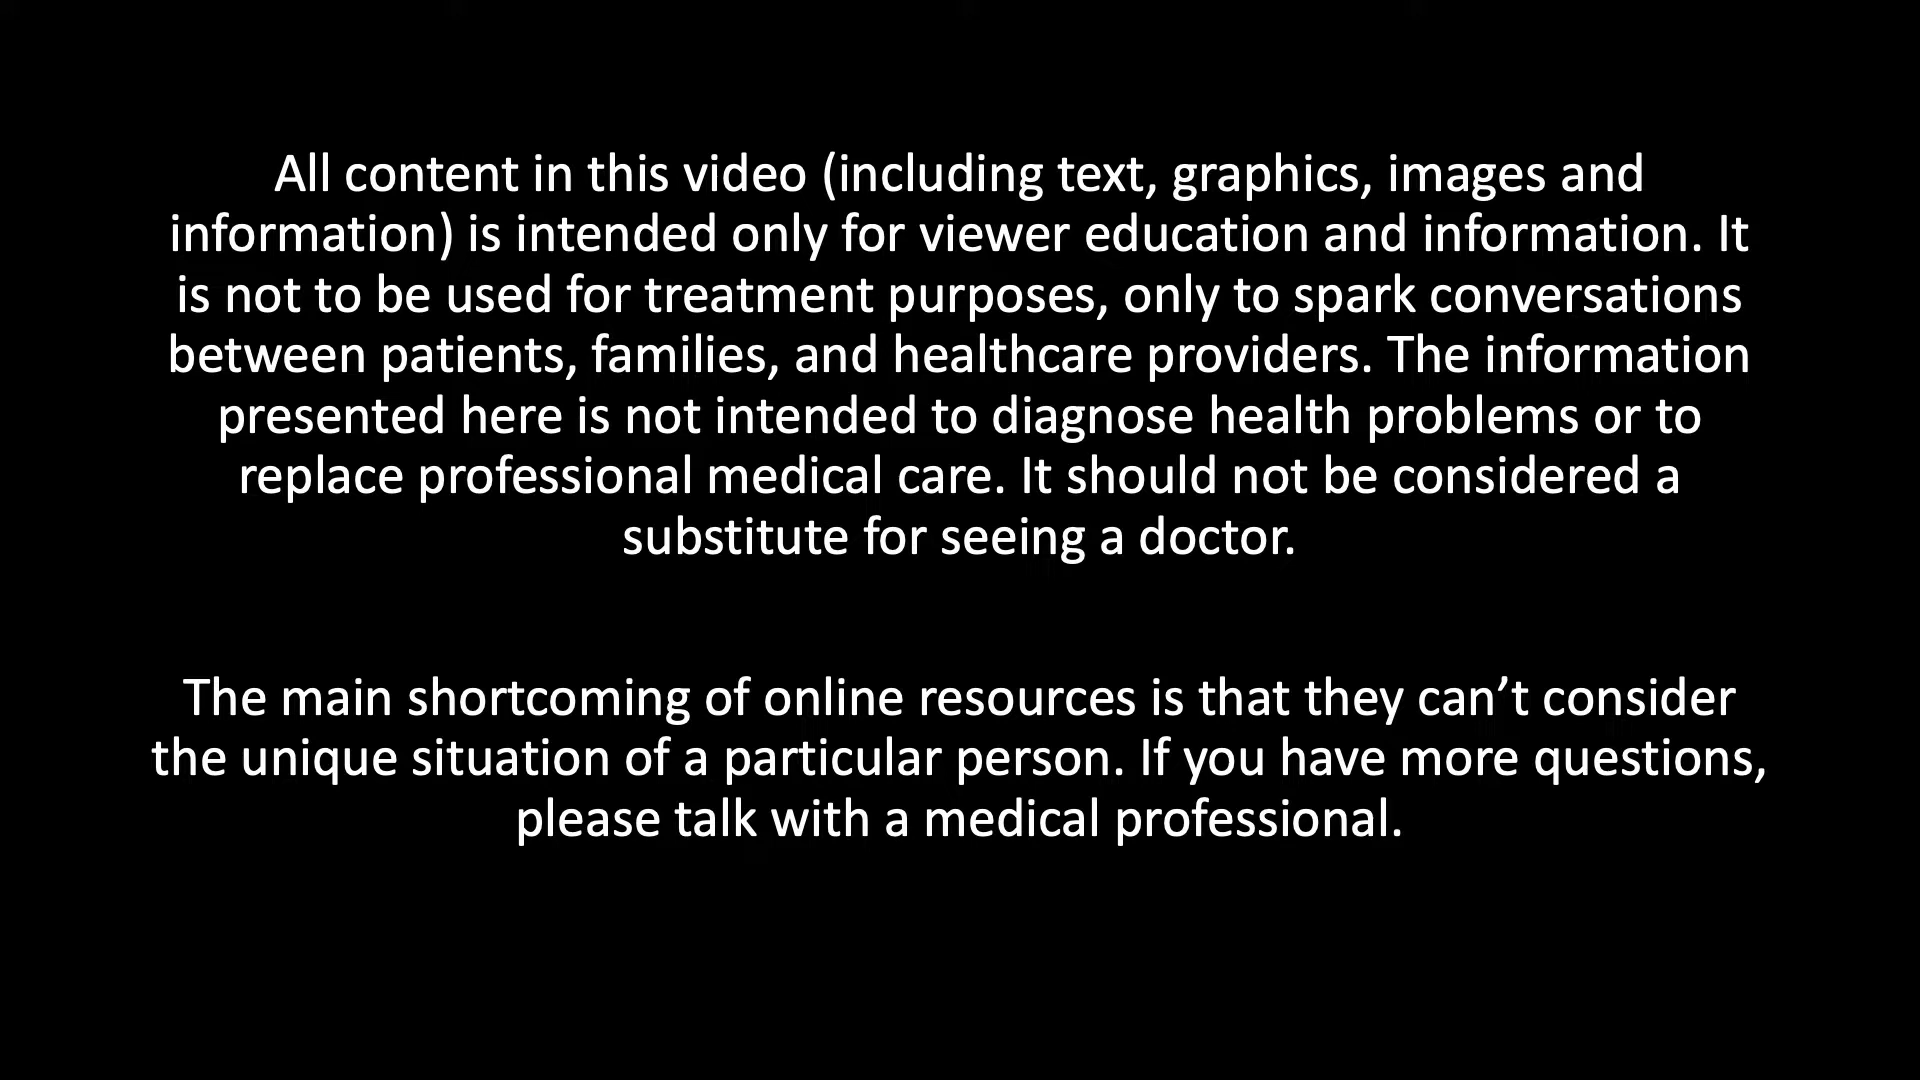 All content in this video (including text, graphics, images and
information) is intended only for viewer education and information. It
is not to be used for treatment purposes, only to spark conversations
between patients, families, and healthcare providers. The information
presented here is not intended to diagnose health problems or to
replace professional medical care. It should not be considered a
substitute for seeing a doctor.
The main shortcoming of online resources is that they can’t consider
the unique situation of a particular person. If you have more questions,
please talk with a medical professional.